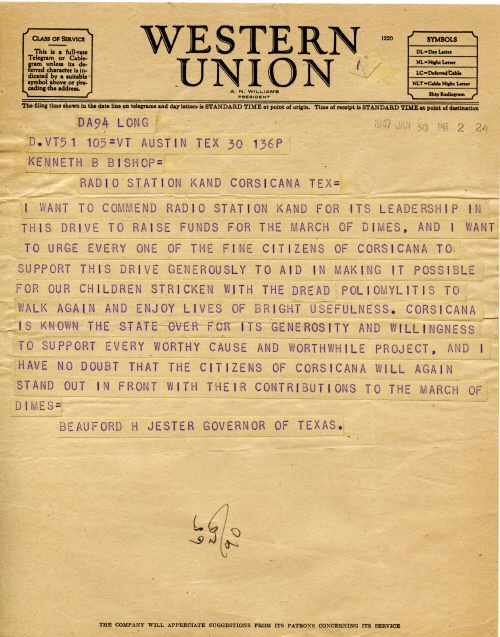 CLASS OF SERVICE
This is a full-rate
Telegram or Cable-
gram unless its de-
ferred character is in-
dicated by a suitable
symbol above or pre-
ceding the address.
WESTERN
UNION
A. N. WILLIAMS
PRESIDENT
1220
SYMBOLS
DL=Day Letter
NL=Night Letter
LC=Deferred Cable
NLT=Cable Night Letter
Ship Radiogram
The filing time shown in the date line on telegrams and day letters is STANDARD TIME at point of origin. Time of receipt is STANDARD TIME at point of destination
DA94 LONG
1947 JAN 30 PM 2 24
D.VT51 105=VT AUSTIN TEX 30 136P
KENNETH B BISHOP=
RADIO STATION KAND CORSICANA TEX=
I WANT TO COMMEND RADIO STATION KAND FOR ITS LEADERSHIP IN
THIS DRIVE TO RAISE FUNDS FOR THE MARCH OF DIMES, AND I WANT
TO URGE EVERY ONE OF THE FINE CITIZENS OF CORSICANA TO
SUPPORT THIS DRIVE GENEROUSLY TO AID IN MAKING IT POSSIBLE
FOR OUR CHILDREN STRICKEN WITH THE DREAD POLIOMYLITIS TO
WALK AGAIN AND ENJOY LIVES OF BRIGHT USEFULNESS. CORSICANA
IS KNOWN THE STATE OVER FOR ITS GENEROSITY AND WILLINGNESS
TO SUPPORT EVERY WORTHY CAUSE AND WORTHWHILE PROJECT, AND I
HAVE NO DOUBT THAT THE CITIZENS OF CORSICANA WILL AGAIN
STAND OUT IN FRONT WITH THEIR CONTRIBUTIONS TO THE MARCH OF
DIMES=
BEAUFORD H JESTER GOVERNOR OF TEXAS.
THE COMPANY WILL APPRECIATE SUGGESTIONS FROM ITS PATRONS CONCERNING ITS SERVICE